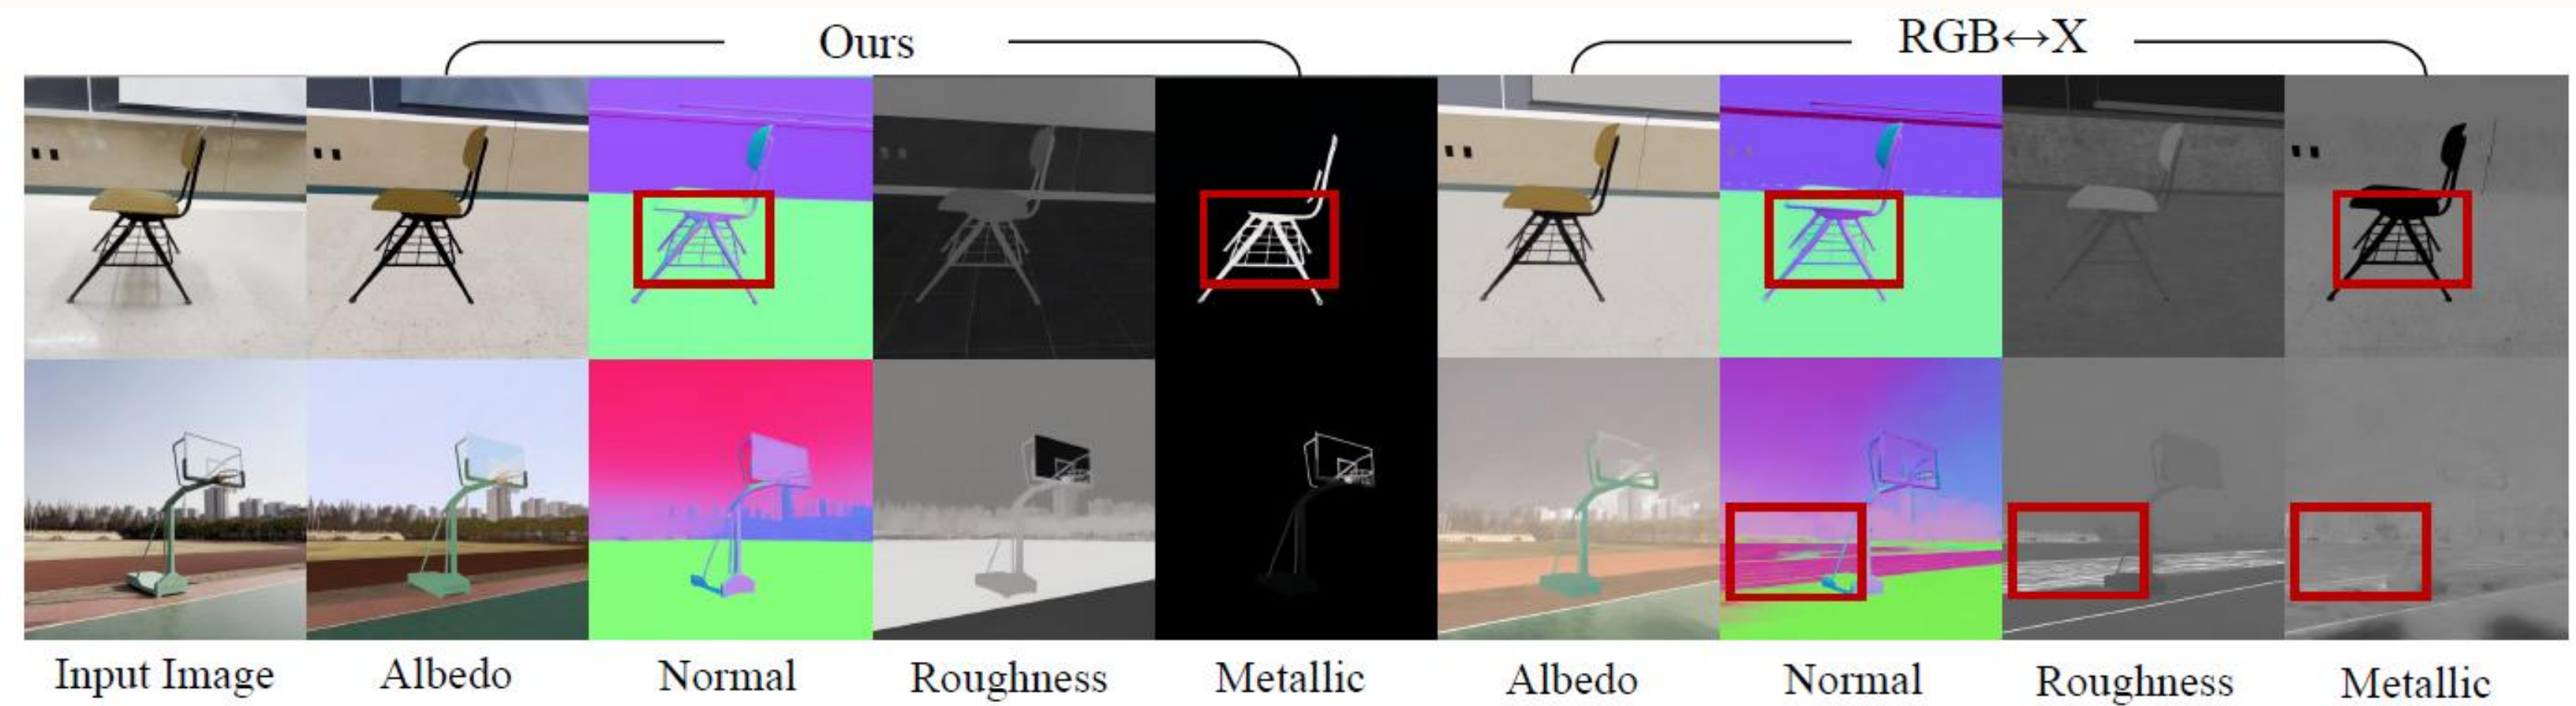 Ours
RGB↔X
Input Image
Albedo
Normal
Roughness
Metallic
Albedo
Normal
Roughness
Metallic